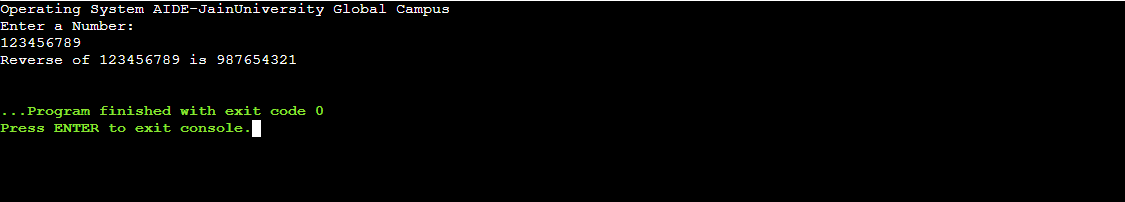 Operating System AIDE-JainUniversity Global Campus
Enter a Number:
123456789
Reverse of 123456789 is 987654321
...Program finished with exit code 0
Press ENTER to exit console.